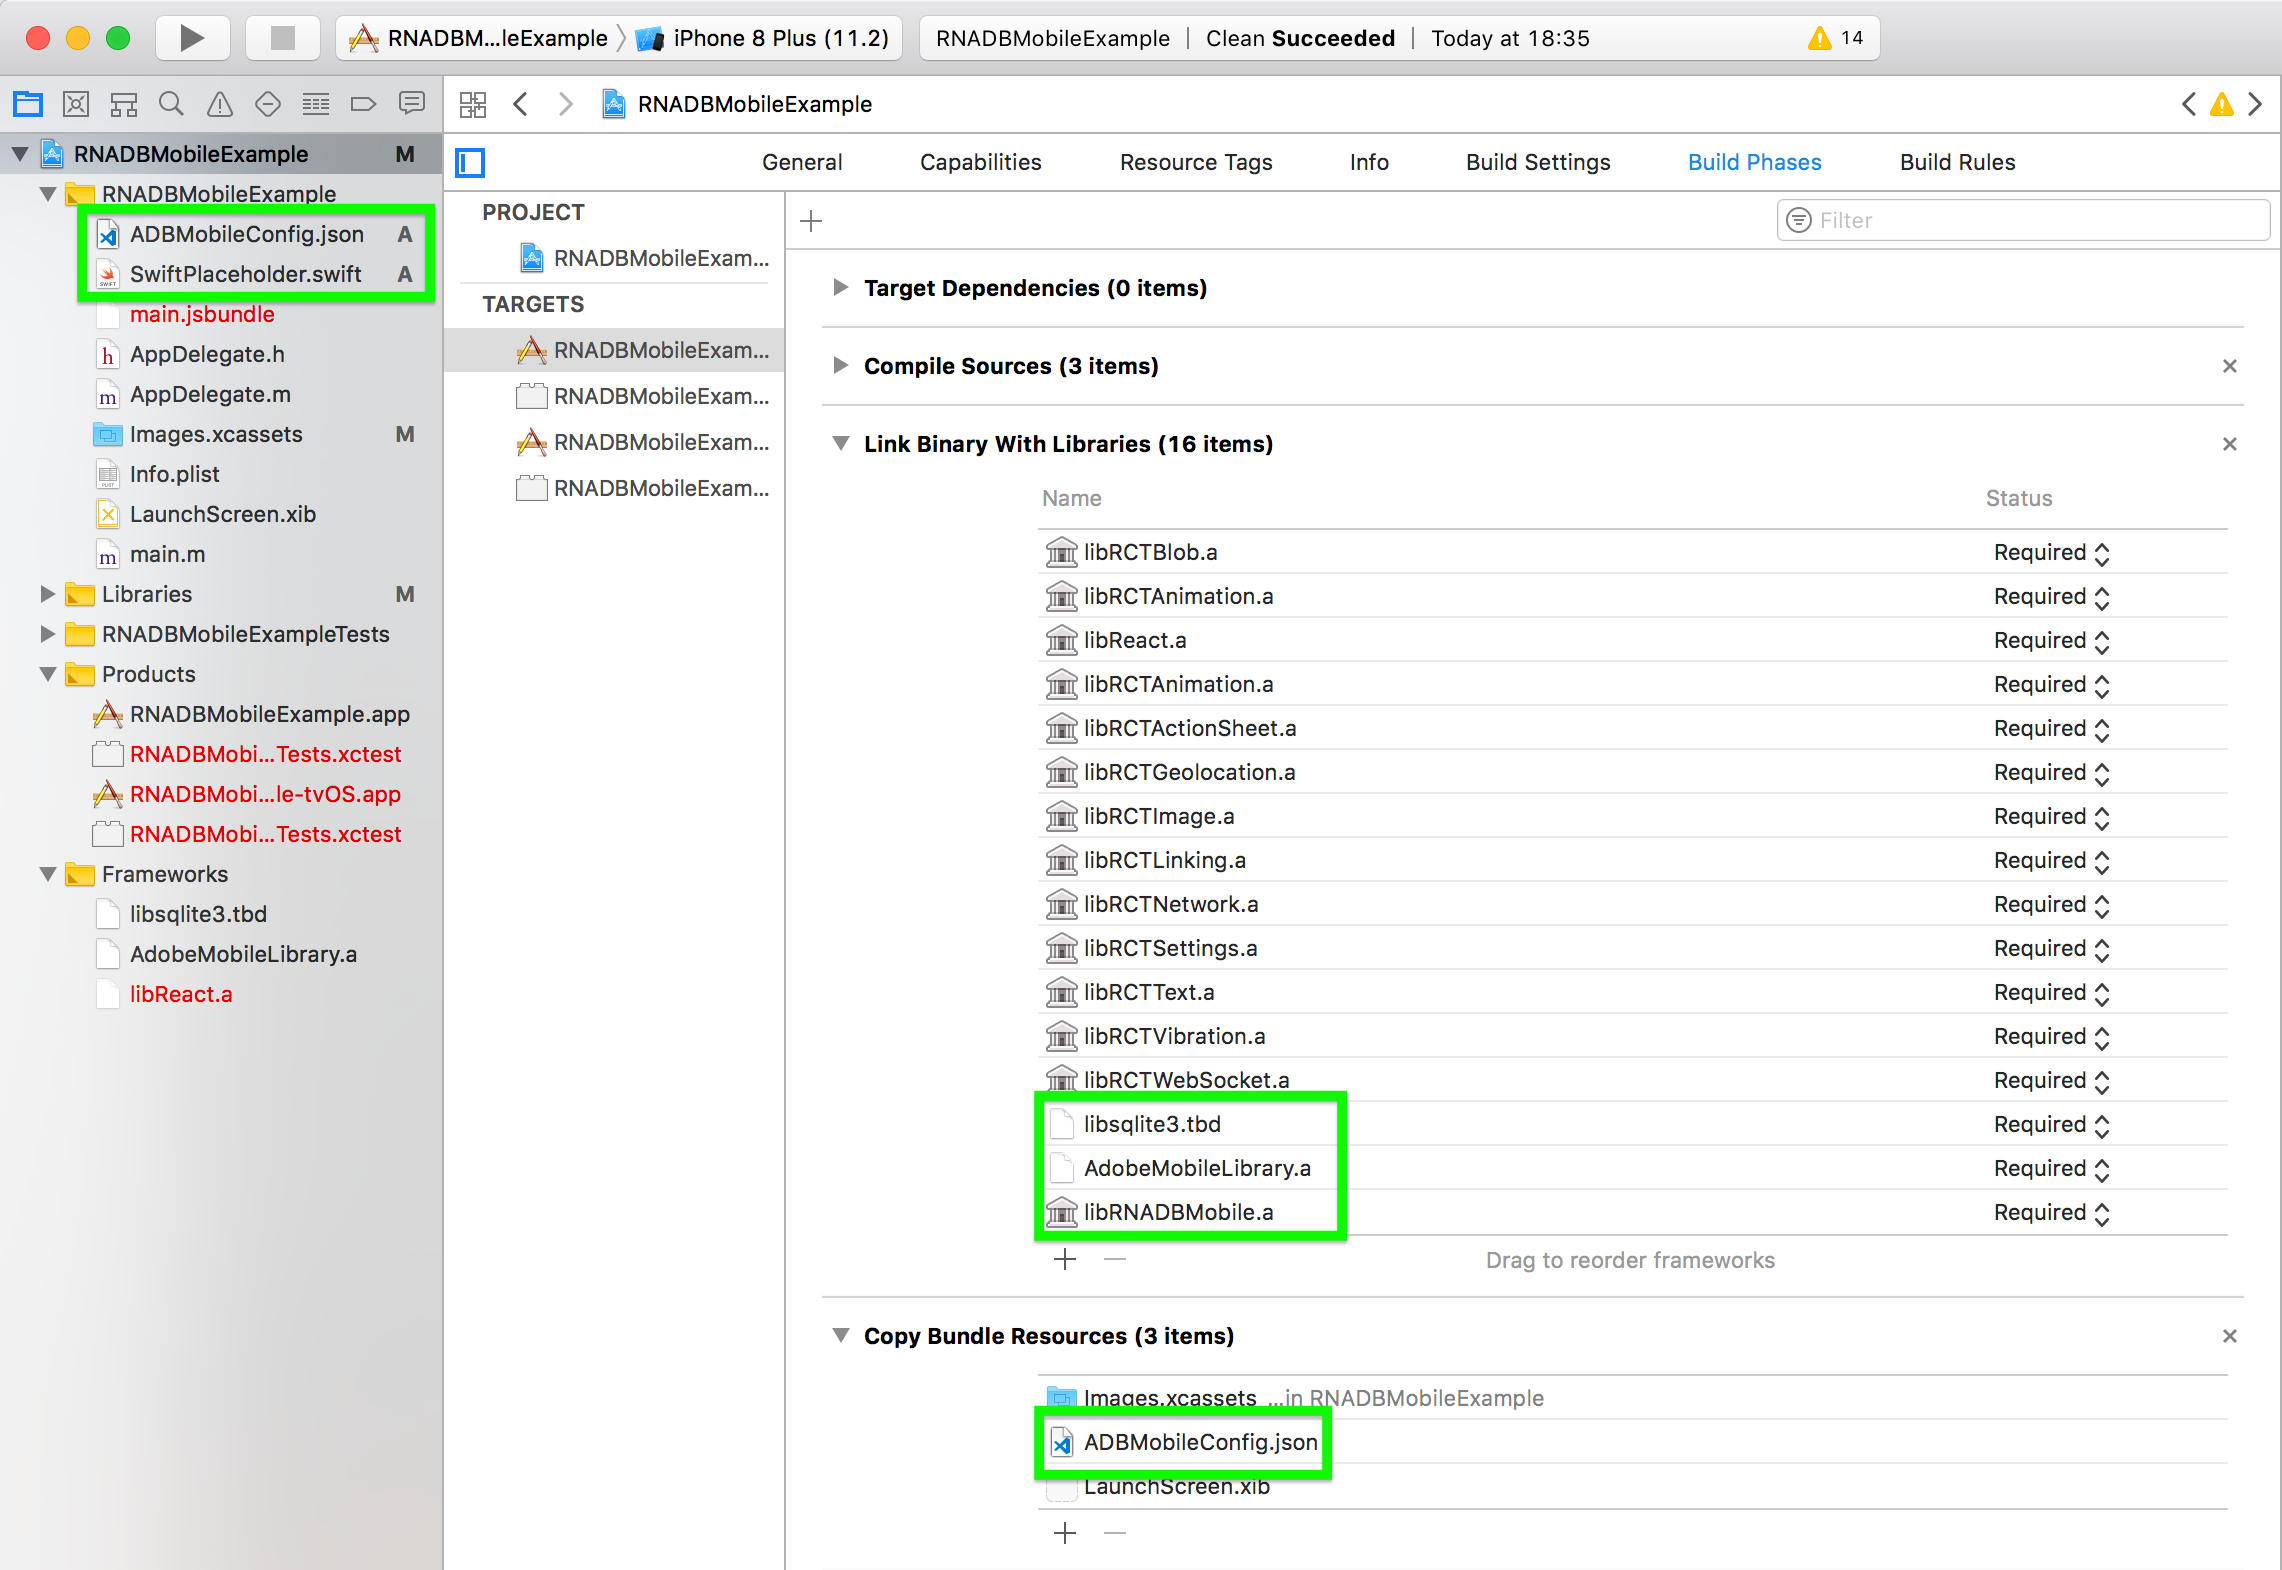 RNADBM...leExample iPhone 8 Plus (11.2) RNADBMobileExample | Clean Succeeded | Today at 18:35 14
RNADBMobileExample
RNADBMobileExample M
General Capabilities Resource Tags Info Build Settings Build Phases Build Rules
RNADBMobileExample
ADBMobileConfig.json A
SwiftPlaceholder.swift A
main.jsbundle
AppDelegate.h
AppDelegate.m
Images.xcassets M
Info.plist
LaunchScreen.xib
main.m
Libraries M
RNADBMobileExampleTests
Products
RNADBMobileExample.app
RNADBMobi...Tests.xctest
RNADBMobi...le-tvOS.app
RNADBMobi...Tests.xctest
Frameworks
libsqlite3.tbd
AdobeMobileLibrary.a
libReact.a
PROJECT
RNADBMobileExam...
TARGETS
RNADBMobileExam...
RNADBMobileExam...
RNADBMobileExam...
RNADBMobileExam...
Filter
Target Dependencies (0 items)
Compile Sources (3 items)
Link Binary With Libraries (16 items)
Name Status
libRCTBlob.a Required
libRCTAnimation.a Required
libReact.a Required
libRCTAnimation.a Required
libRCTActionSheet.a Required
libRCTGeolocation.a Required
libRCTImage.a Required
libRCTLinking.a Required
libRCTNetwork.a Required
libRCTSettings.a Required
libRCTText.a Required
libRCTVibration.a Required
libRCTWebSocket.a Required
libsqlite3.tbd Required
AdobeMobileLibrary.a Required
libRNADBMobile.a Required
Drag to reorder frameworks
Copy Bundle Resources (3 items)
Images.xcassets ...in RNADBMobileExample
ADBMobileConfig.json
LaunchScreen.xib